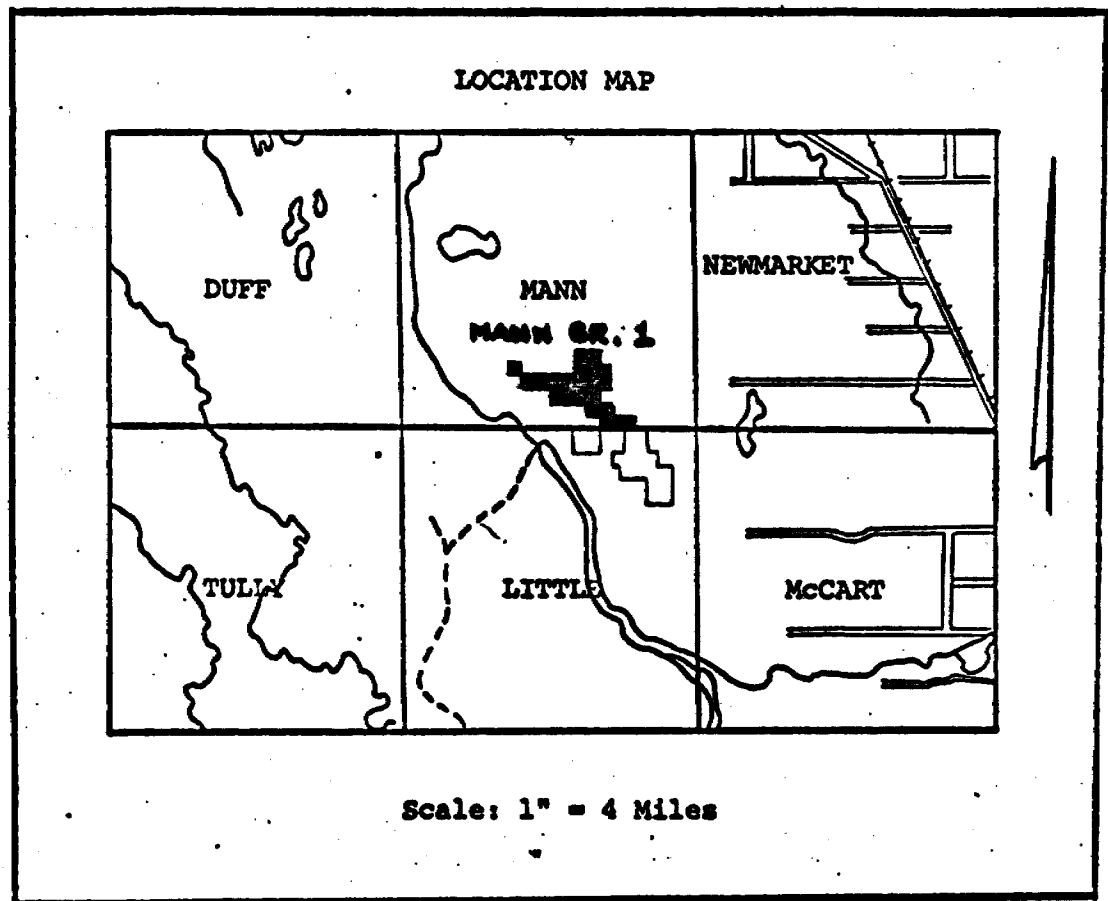 LOCATION MAP
NEWMARKET
DUFF
MANN
MANN GR. 1
TULLY
LITTLE
McCART
Scale: 1" = 4 Miles